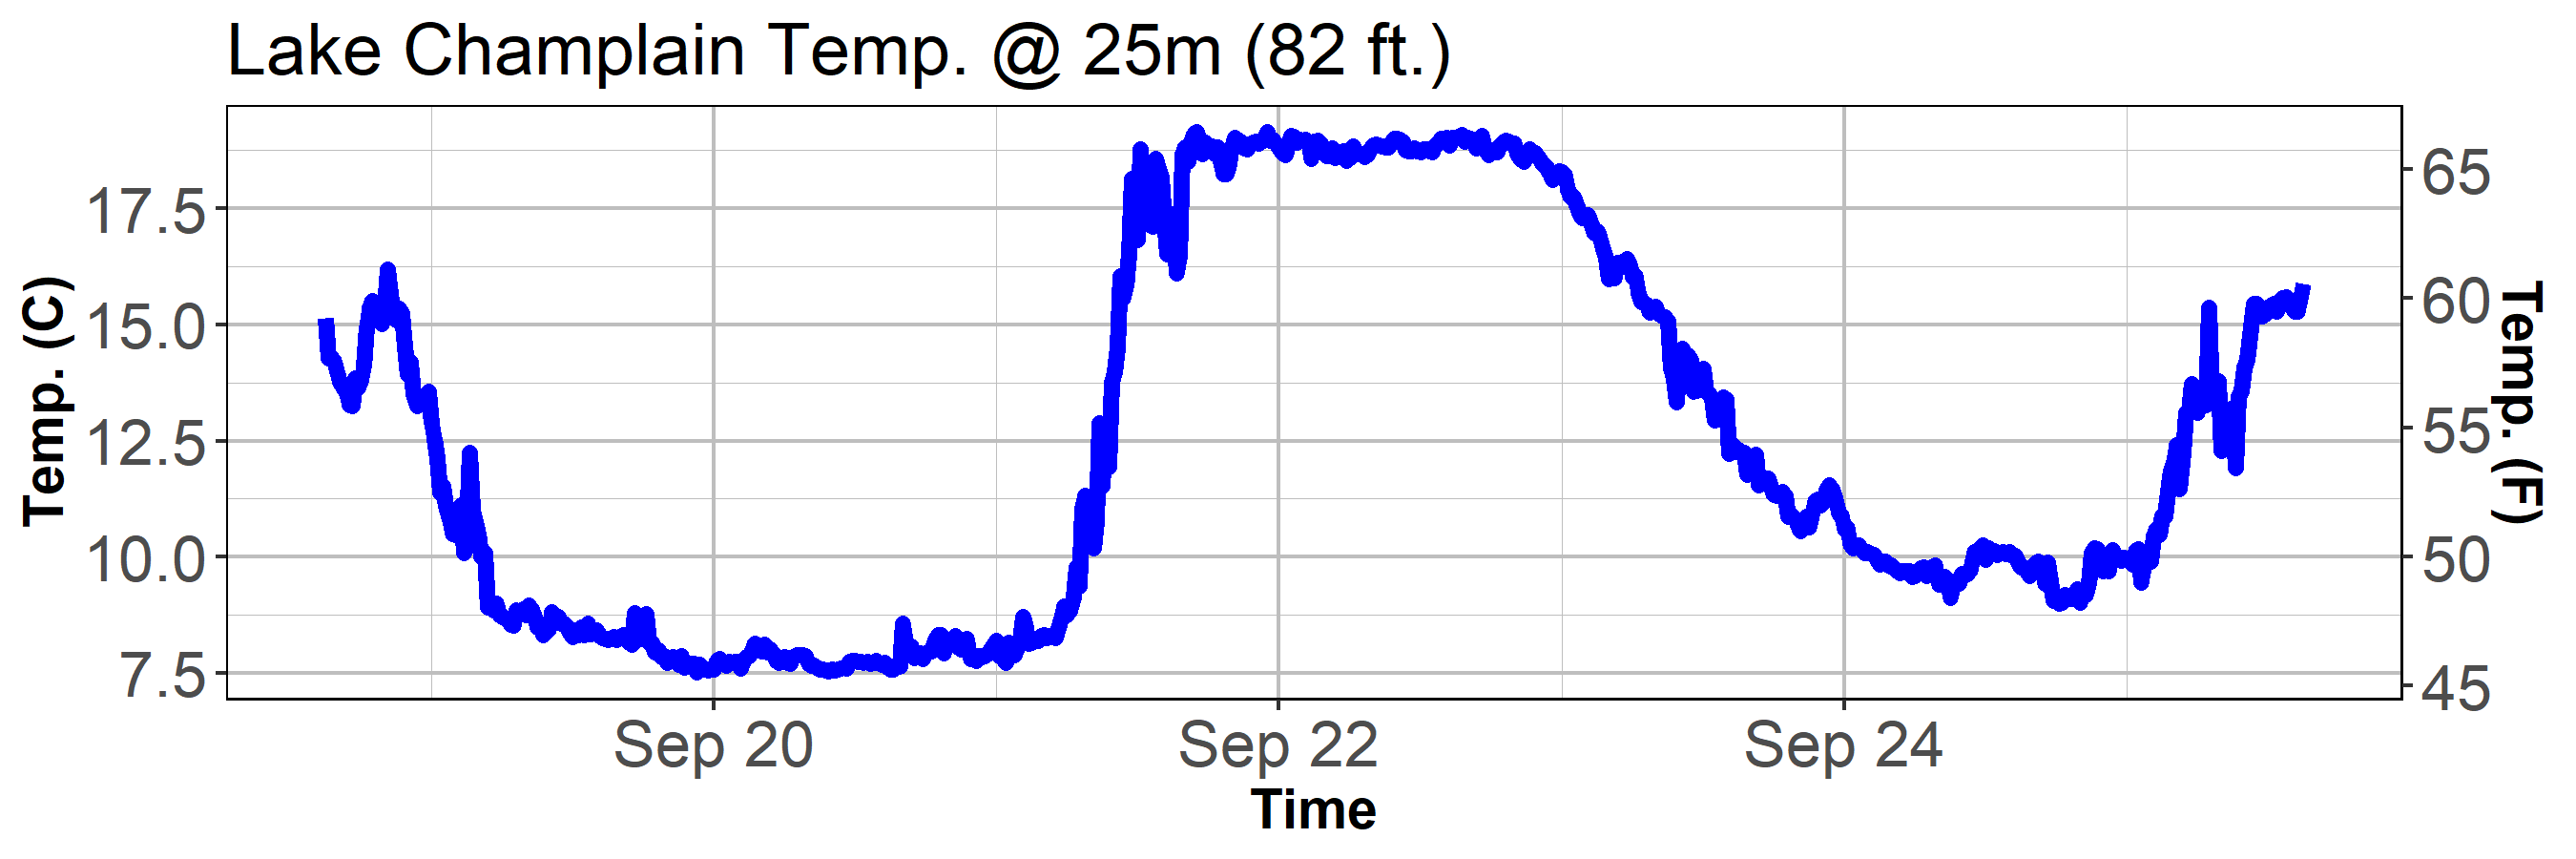 Lake Champlain Temp. @ 25m (82 ft.)
Temp. (C)
17.5
15.0
12.5
10.0
7.5
65
60
55
50
45
Temp. (F)
Sep 20 Sep 22 Sep 24
Time